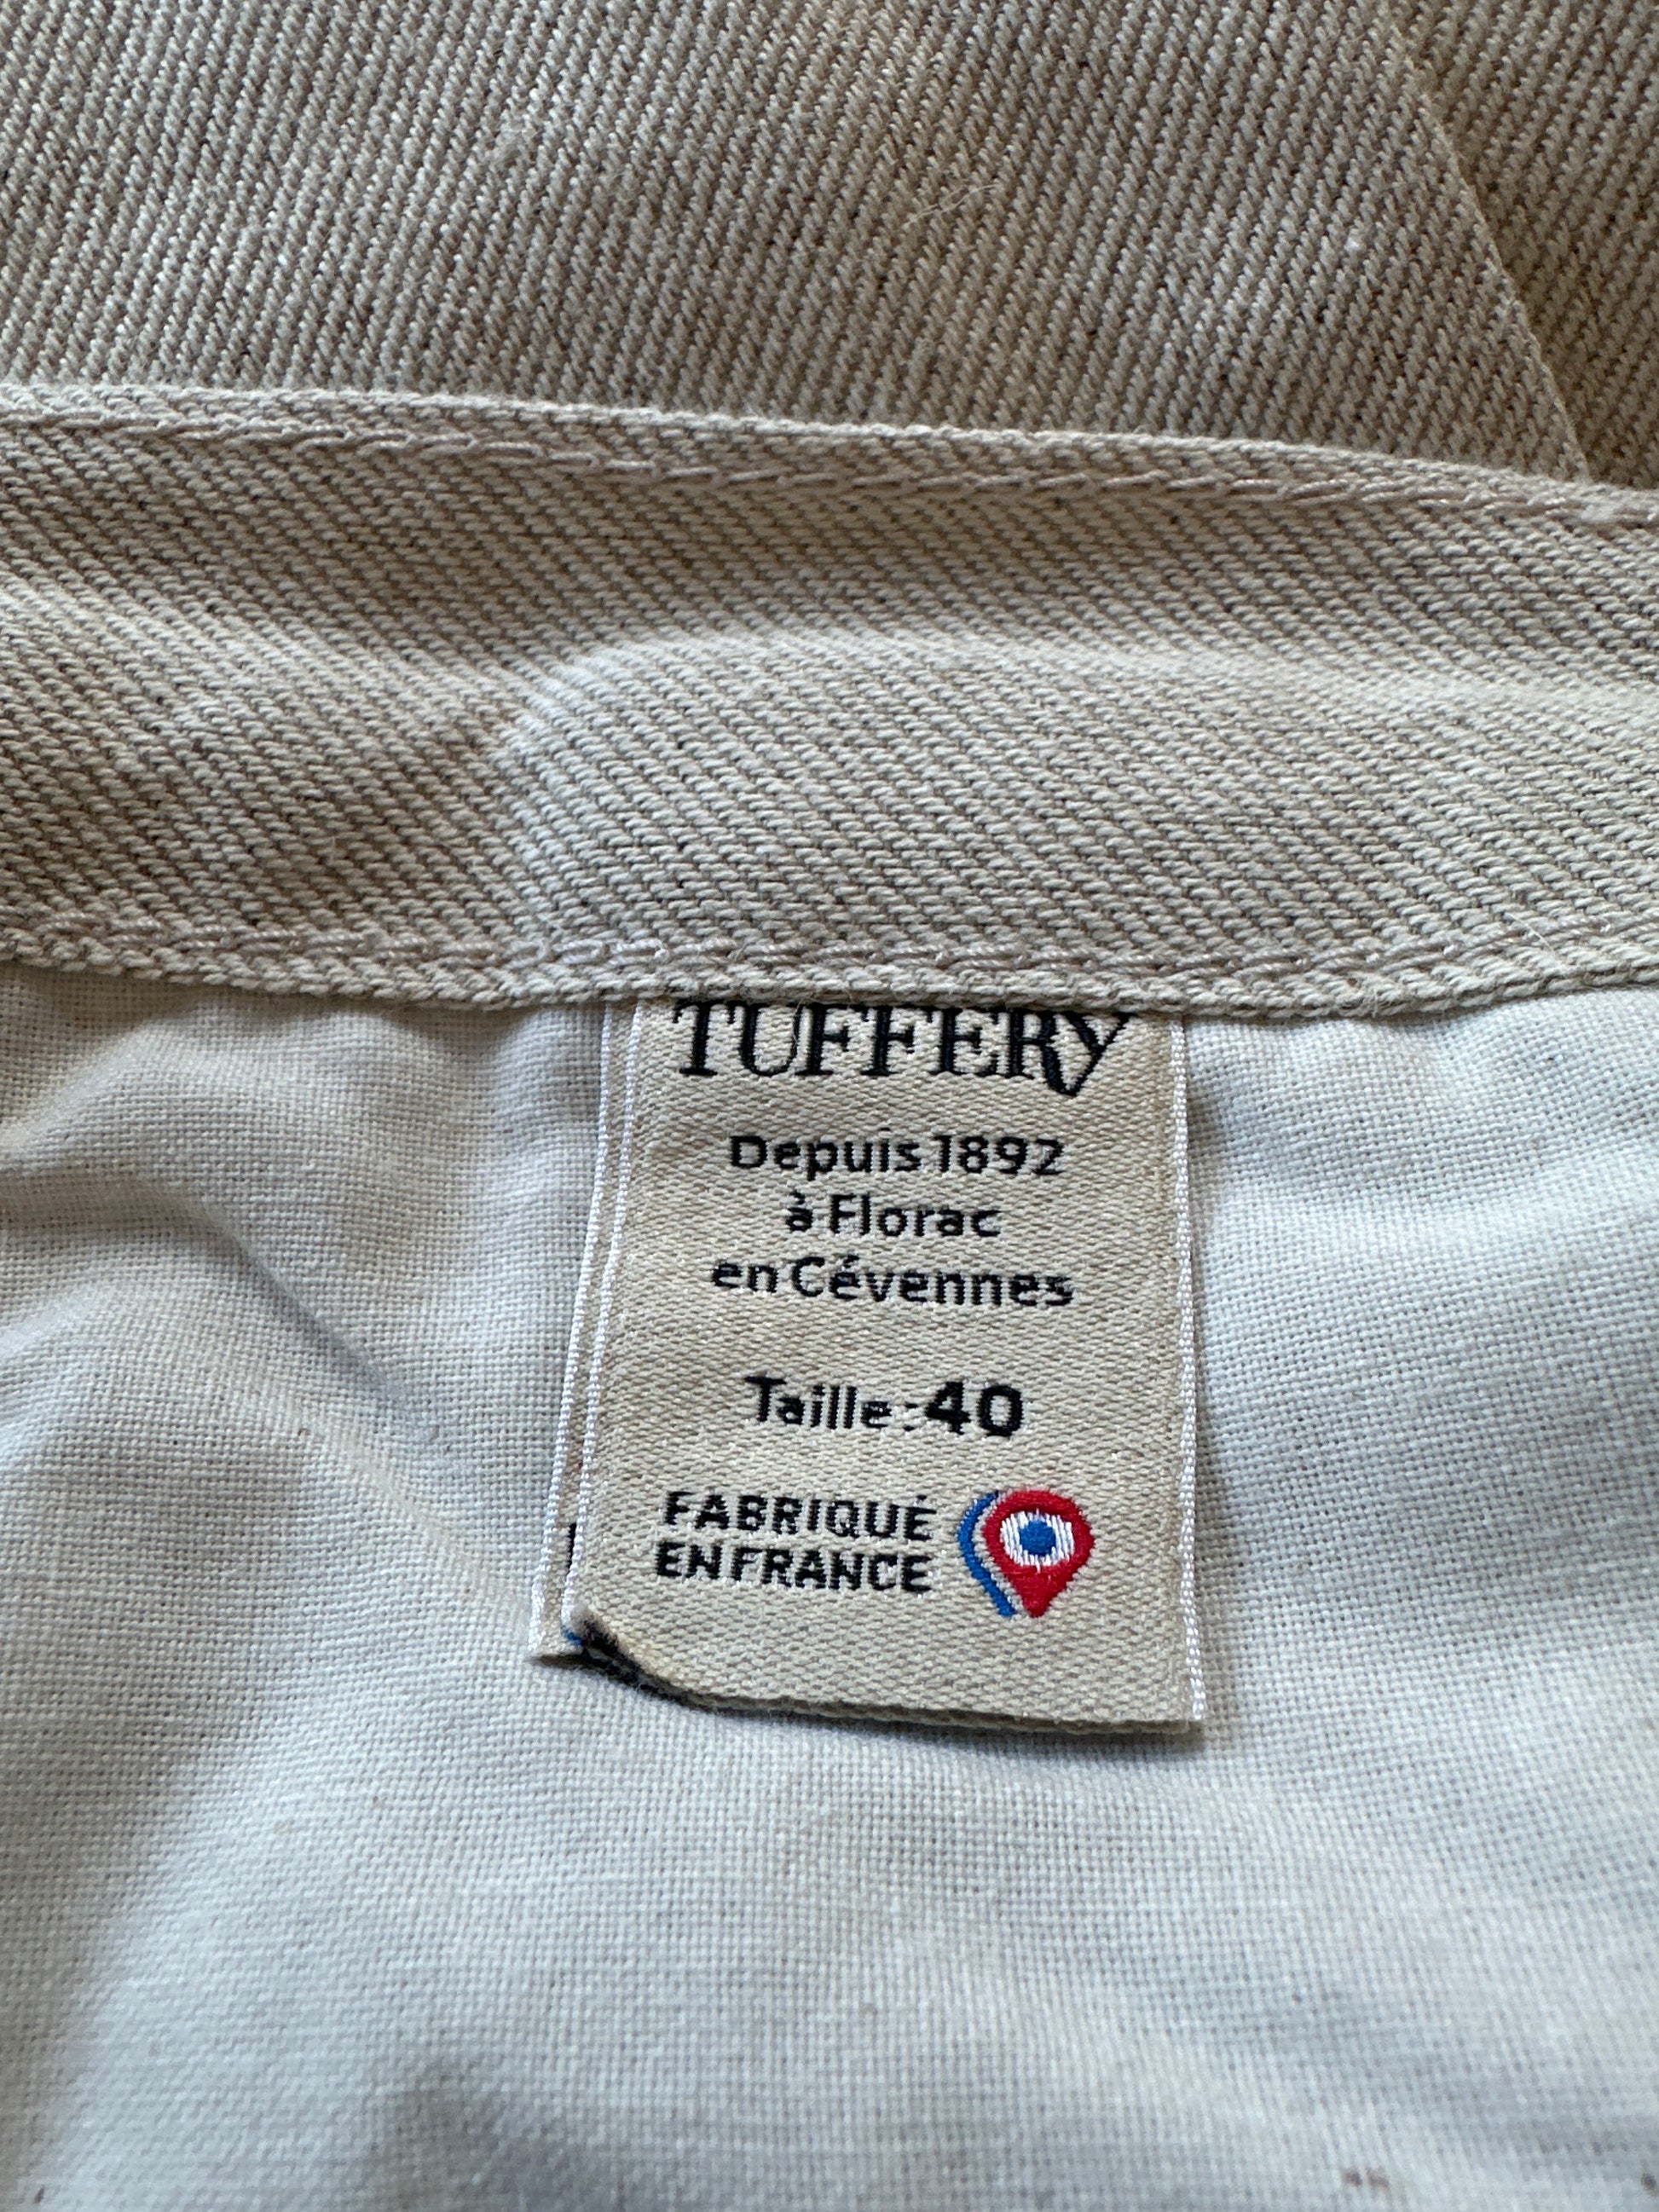 TUFFERY
Depuis 1892
à Florac
en Cévennes
Taille : 40
FABRIQUÉ
EN FRANCE